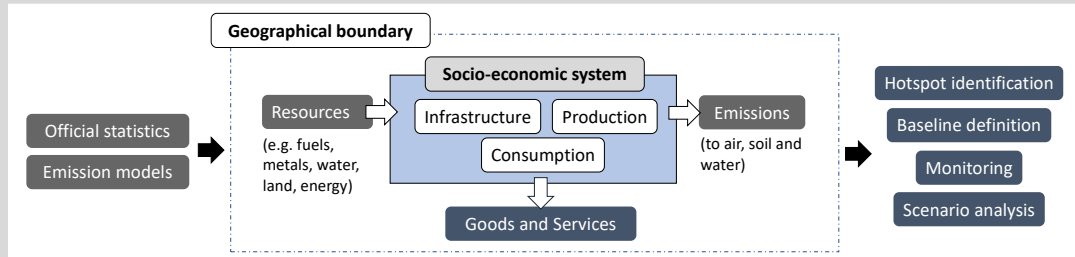 Geographical boundary
Official statistics
Emission models
Resources
(e.g. fuels,
metals, water,
land, energy)
Socio-economic system
Infrastructure
Production
Consumption
Goods and Services
Emissions
(to air, soil and
water)
Hotspot identification
Baseline definition
Monitoring
Scenario analysis